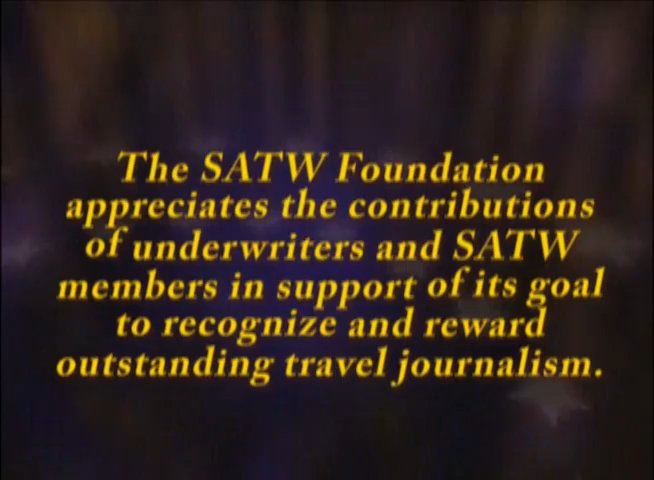 The SATW Foundation
appreciates the contributions
of underwriters and SATW
members in support of its goal
to recognize and reward
outstanding travel journalism.